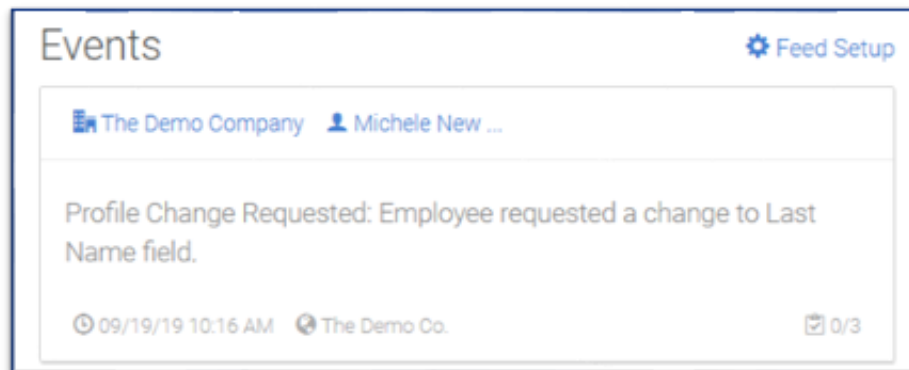 Events
Feed Setup
The Demo Company Michele New ...
Profile Change Requested: Employee requested a change to Last
Name field.
09/19/19 10:16 AM The Demo Co. 0/3